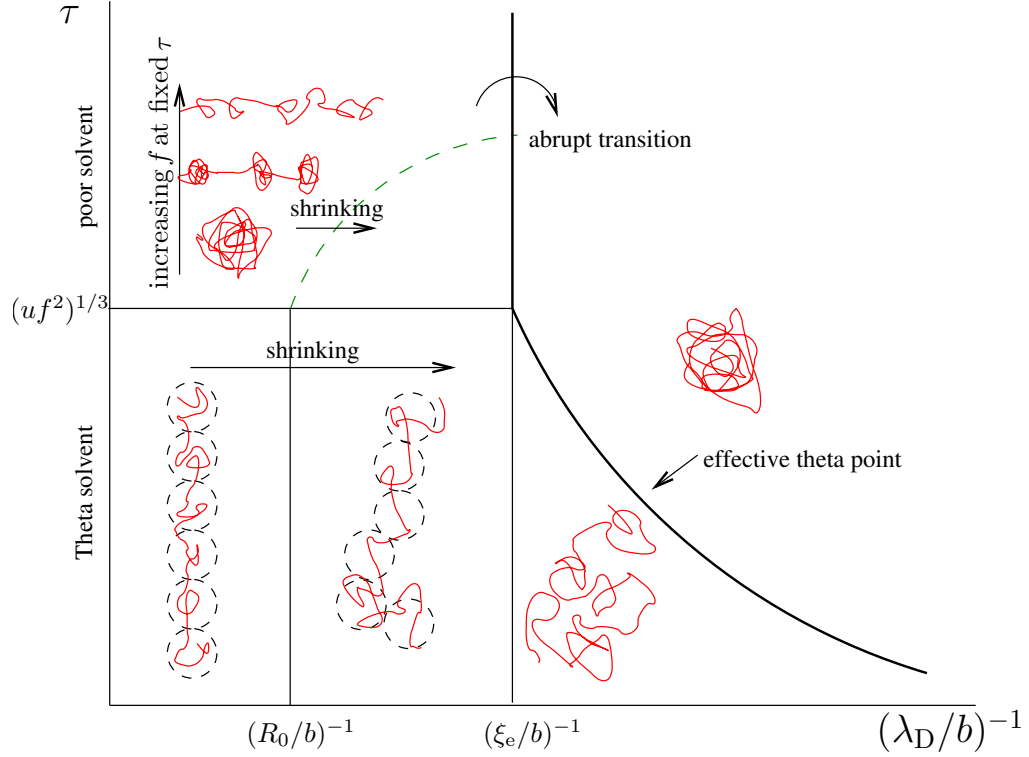 τ
increasing f at fixed τ
poor solvent
abrupt transition
shrinking
(uf²)¹/³
shrinking
Theta solvent
effective theta point
(R₀/b)⁻¹
(ξₑ/b)⁻¹
(λ_D/b)⁻¹